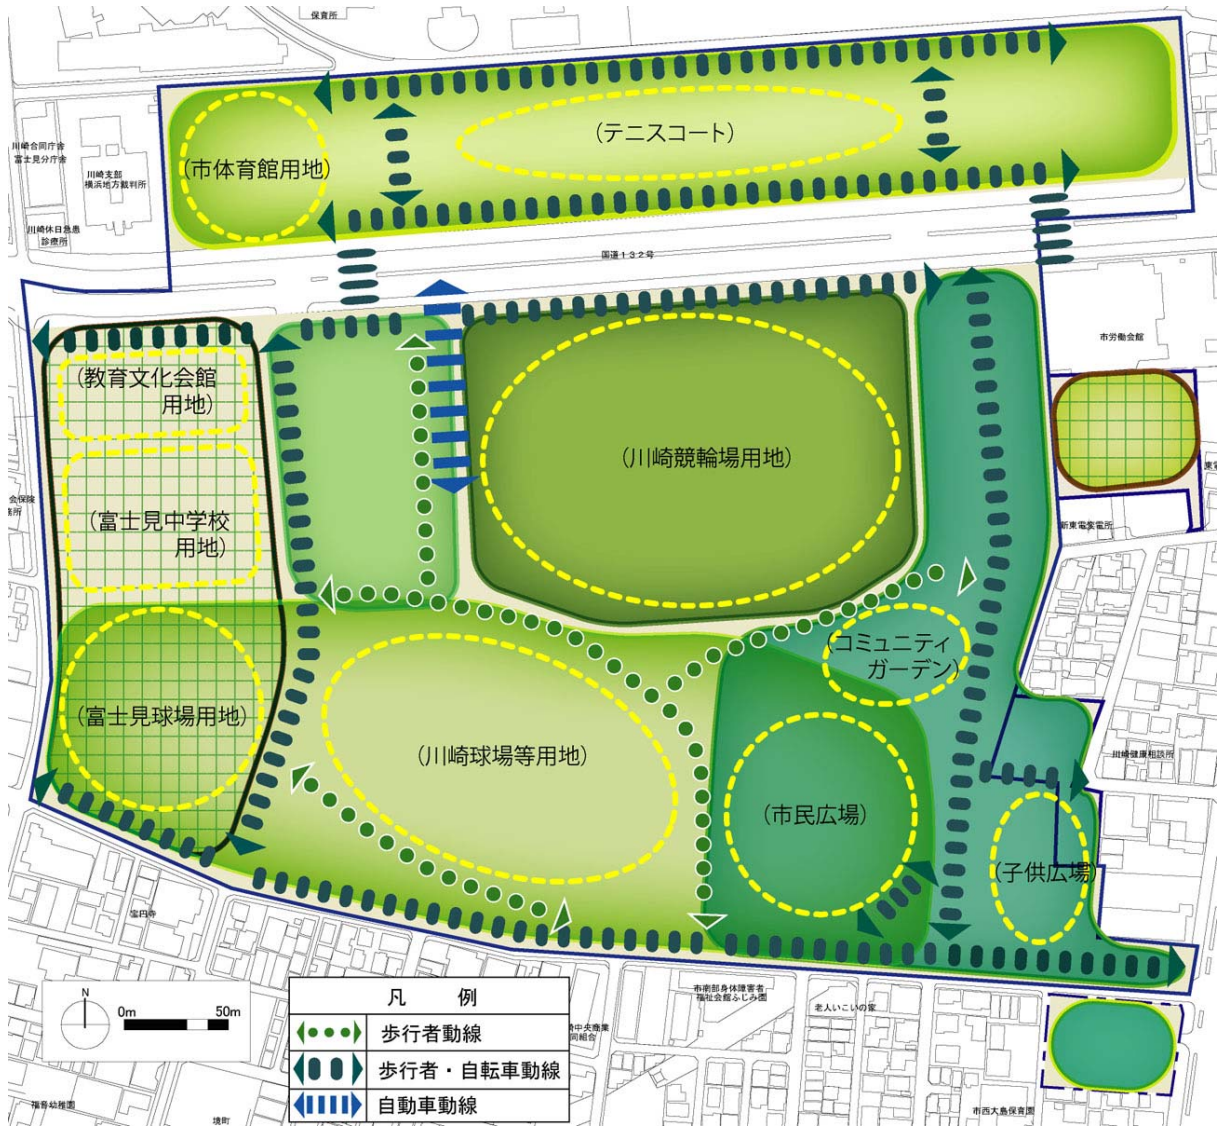 保育所
川崎合同庁舎
富士見分庁舎
川崎支部
横浜地方裁判所
川崎休日急患
診療所
(市体育館用地)
(テニスコート)
国道132号
(教育文化会館
用地)
(富士見中学校
用地)
(富士見球場用地)
(川崎競輪場用地)
(川崎球場等用地)
(コミュニティ
ガーデン)
(市民広場)
(子供広場)
市労働会館
新東電変電所
川崎健康相談所
宝円寺
市南部身体障害者
福祉会館ふじみ園
老人いこいの家
市西大島保育園
福音幼稚園
境町
N
0m 50m
凡 例
歩行者動線
歩行者・自転車動線
自動車動線